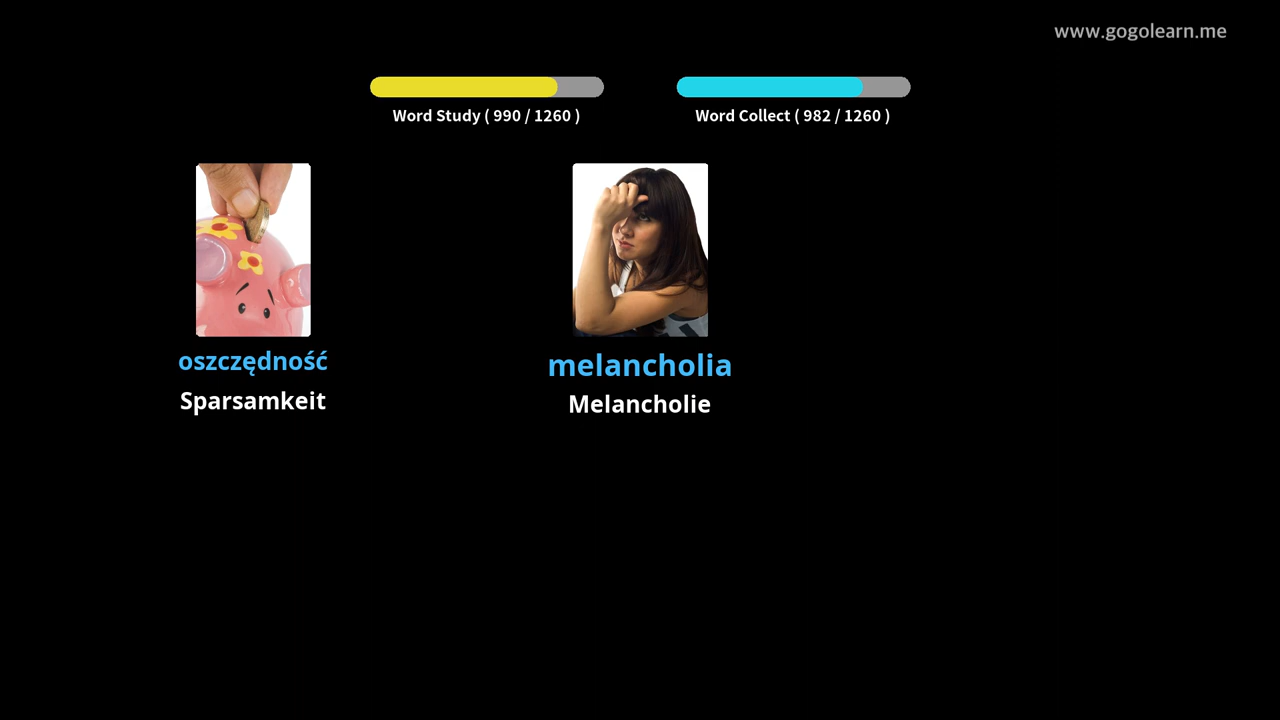 www.gogolearn.me
Word Study ( 990 / 1260 )
Word Collect ( 982 / 1260 )
oszczędność
Sparsamkeit
melancholia
Melancholie